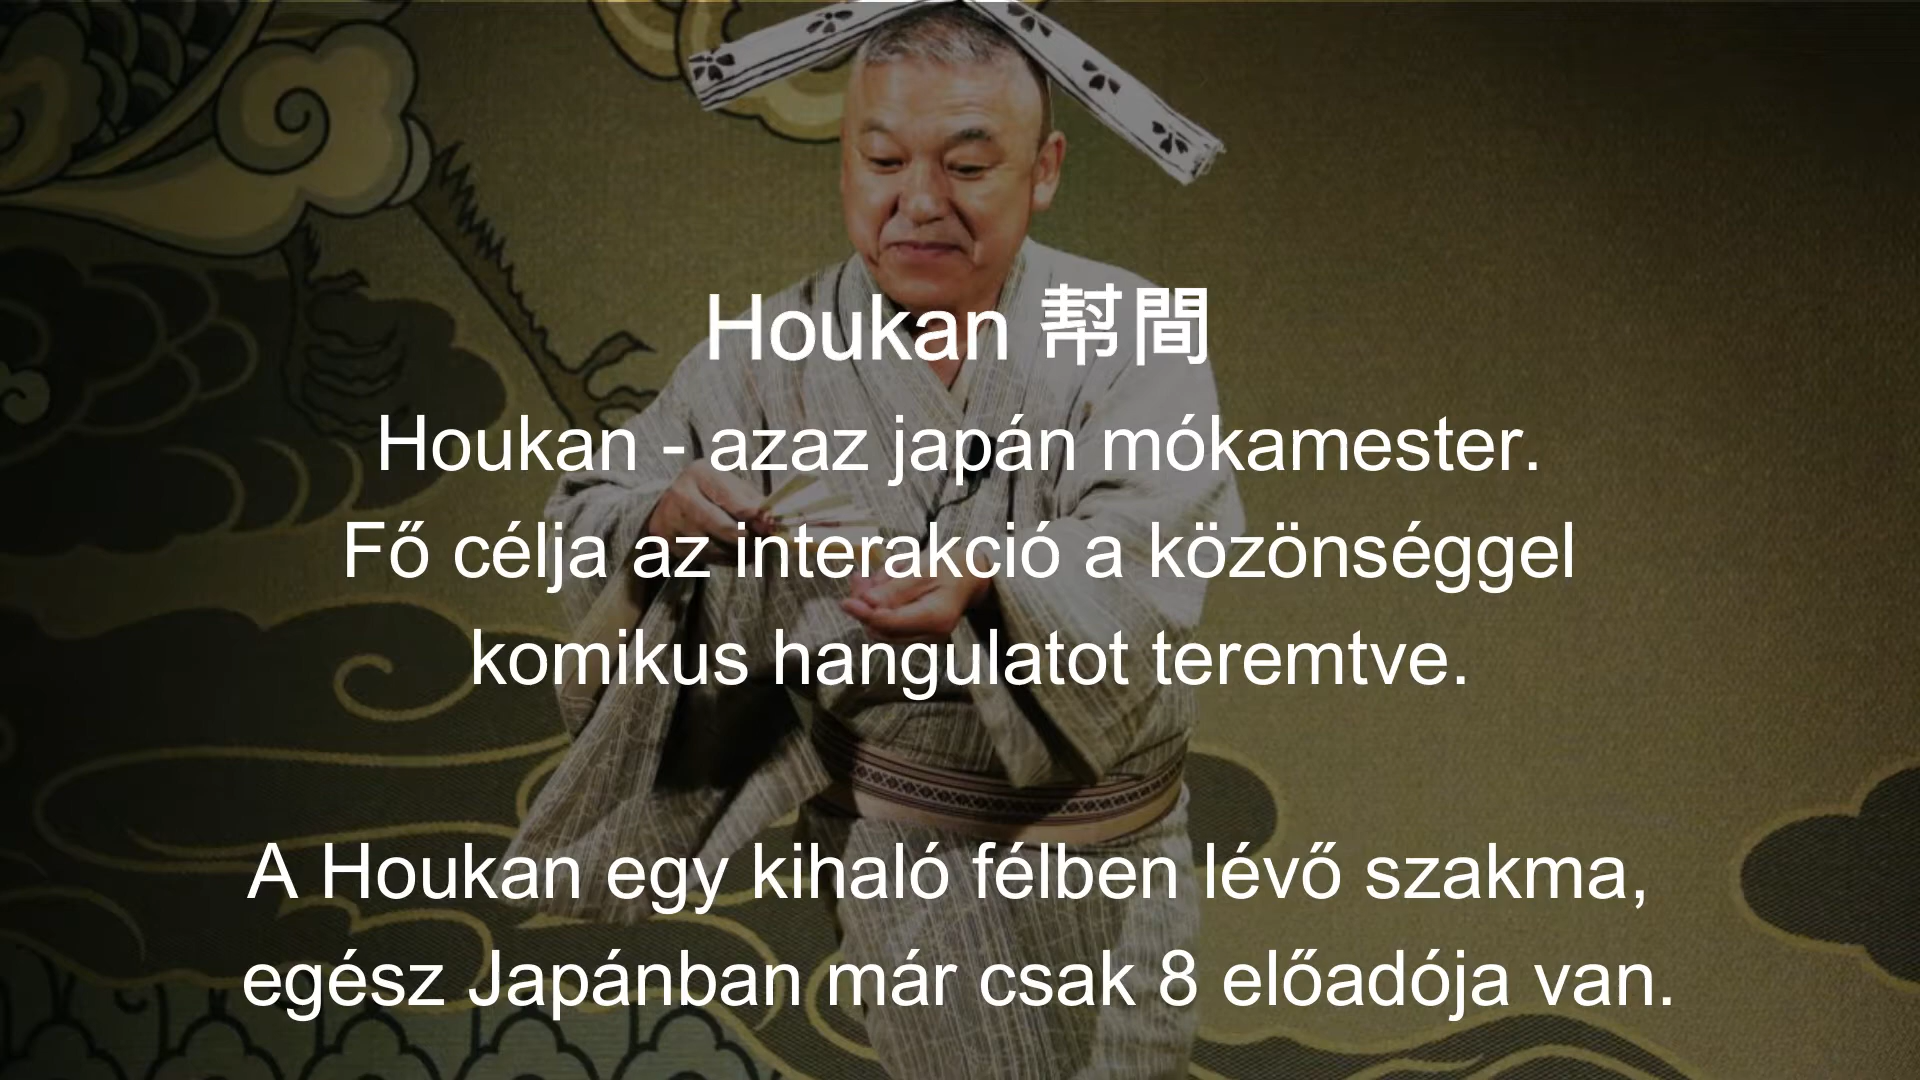 Houkan 幇間
Houkan - azaz japán mókamester.
Fő célja az interakció a közönséggel
komikus hangulatot teremtve.
A Houkan egy kihaló félben lévő szakma,
egész Japánban már csak 8 előadója van.